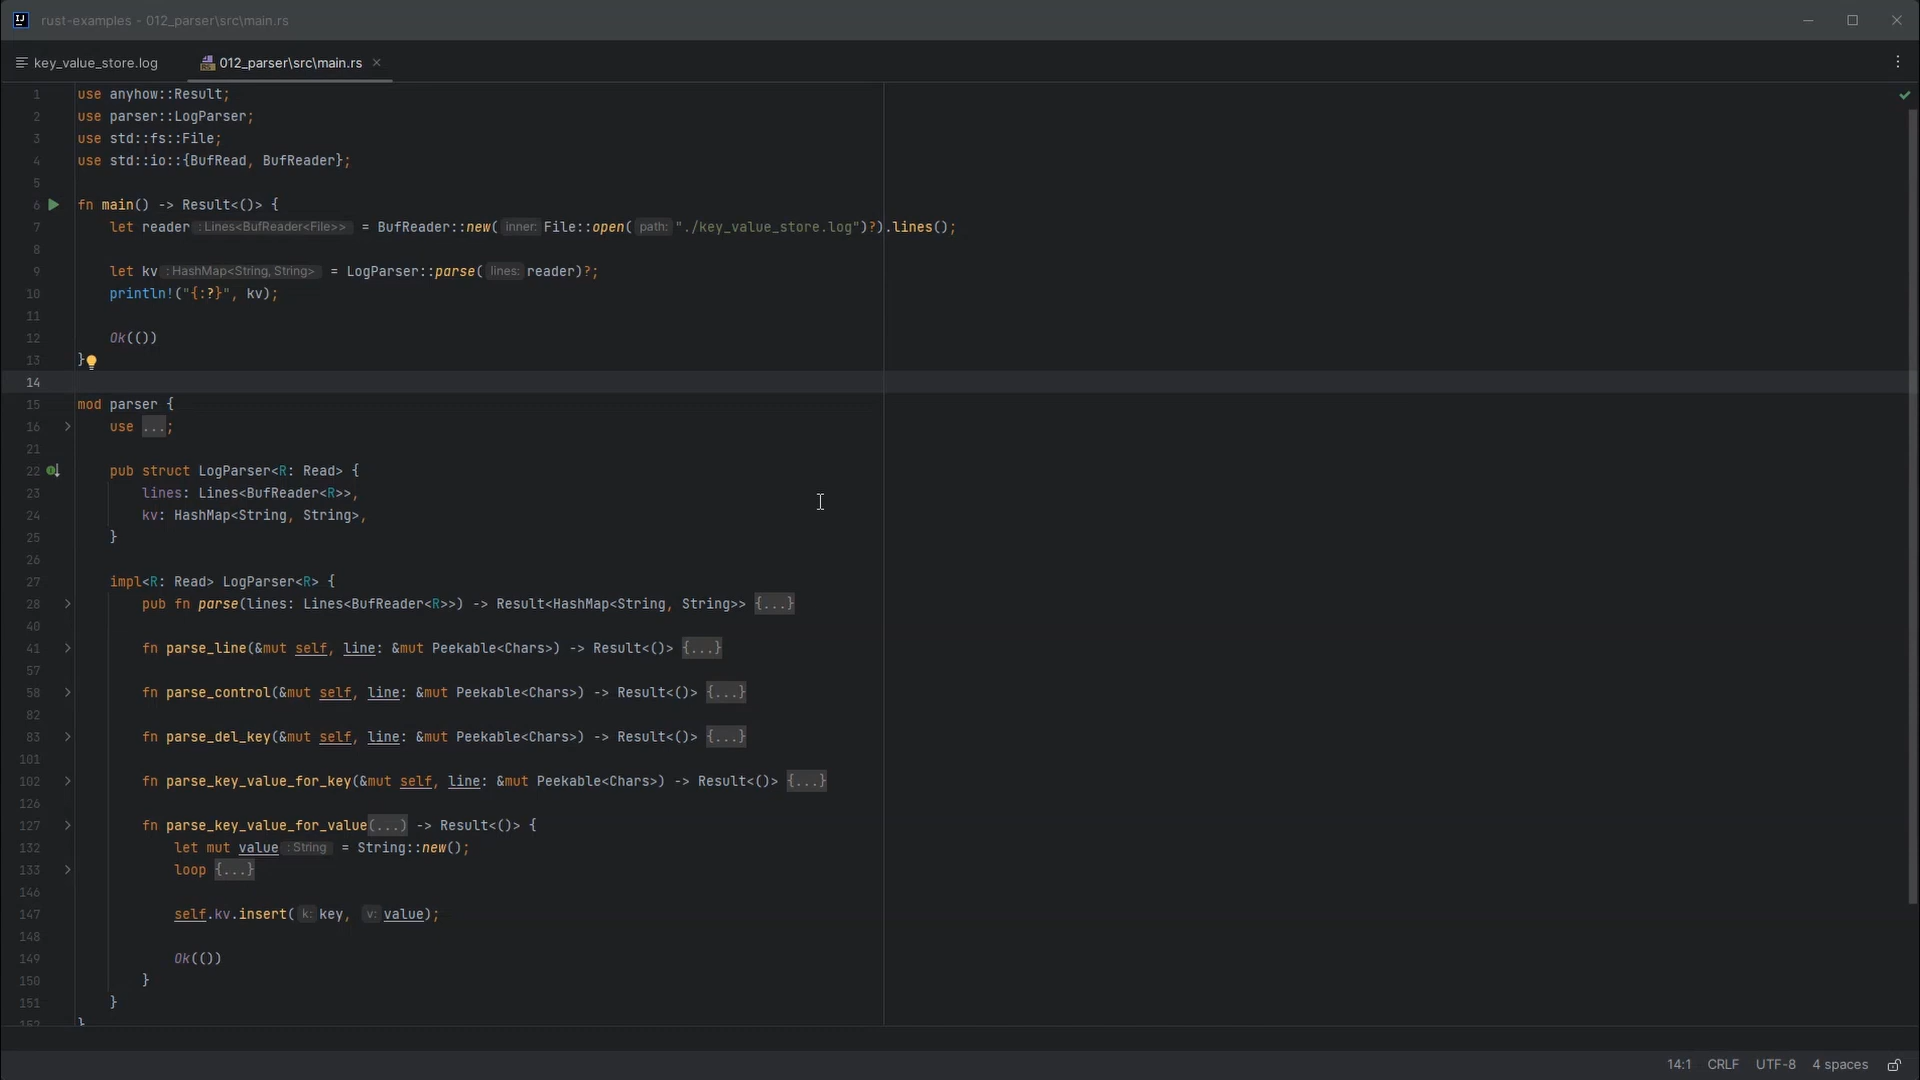 rust-examples - 012_parser\src\main.rs
key_value_store.log
012_parser\src\main.rs
1 use anyhow::Result;
2 use parser::LogParser;
3 use std::fs::File;
4 use std::io::{BufRead, BufReader};
5
6 fn main() -> Result<()> {
7 let reader : Lines<BufReader<File>> = BufReader::new( inner: File::open( path: "./key_value_store.log")?).lines();
8
9 let kv : HashMap<String, String> = LogParser::parse( lines: reader)?;
10 println!("{:?}", kv);
11
12 Ok(())
13 }
14
15 mod parser {
16 use ...;
21
22 pub struct LogParser<R: Read> {
23 lines: Lines<BufReader<R>>,
24 kv: HashMap<String, String>,
25 }
26
27 impl<R: Read> LogParser<R> {
28 pub fn parse(lines: Lines<BufReader<R>>) -> Result<HashMap<String, String>> {...}
40
41 fn parse_line(&mut self, line: &mut Peekable<Chars>) -> Result<()> {...}
57
58 fn parse_control(&mut self, line: &mut Peekable<Chars>) -> Result<()> {...}
82
83 fn parse_del_key(&mut self, line: &mut Peekable<Chars>) -> Result<()> {...}
101
102 fn parse_key_value_for_key(&mut self, line: &mut Peekable<Chars>) -> Result<()> {...}
126
127 fn parse_key_value_for_value(...) -> Result<()> {
132 let mut value : String = String::new();
133 loop {...}
146
147 self.kv.insert( k: key, v: value);
148
149 Ok(())
150 }
151 }
152 }
14:1 CRLF UTF-8 4 spaces